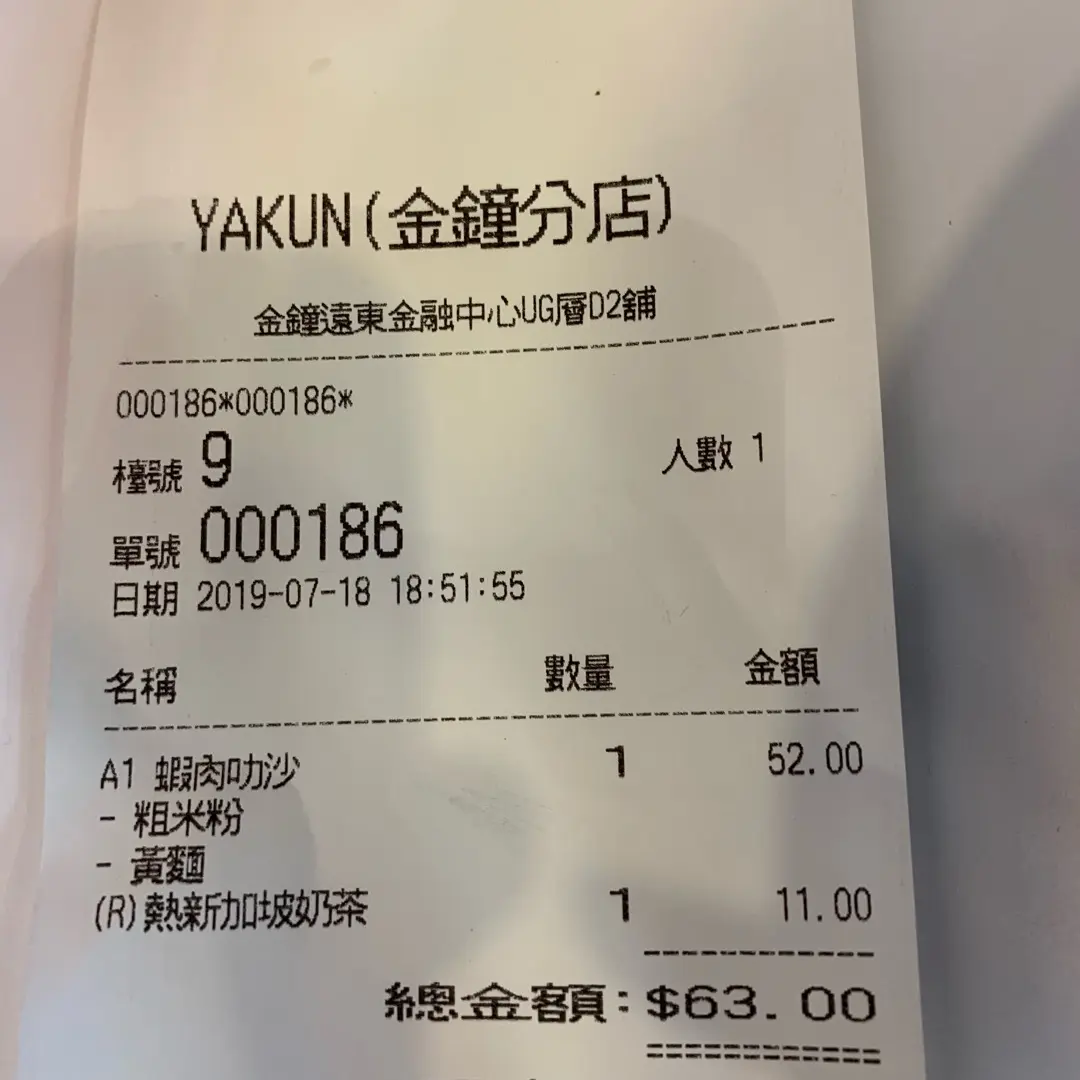 YAKUN(金鐘分店)
金鐘遠東金融中心UG層D2舖
000186*000186*
檯號 9 人數 1
單號 000186
日期 2019-07-18 18:51:55
名稱 數量 金額
A1 蝦肉叻沙 1 52.00
- 粗米粉
- 黃麵
(R)熱新加坡奶茶 1 11.00
總金額:$63.00